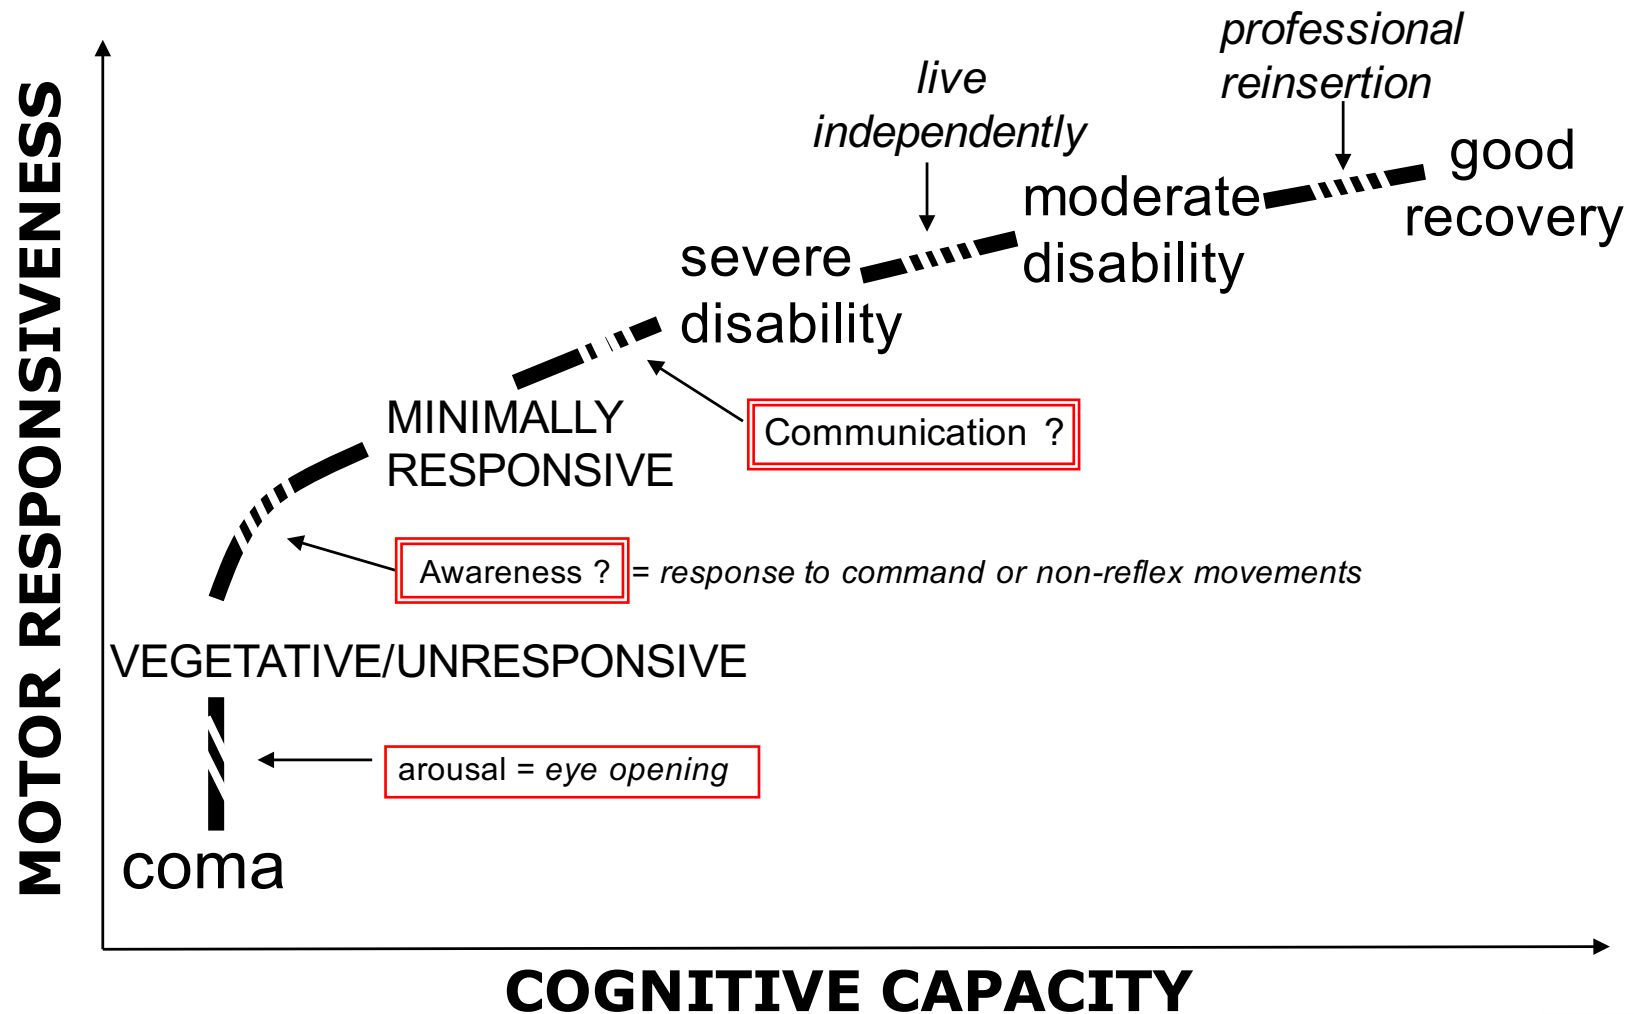 MOTOR RESPONSIVENESS
professional
reinsertion
live
independently
good
recovery
moderate
disability
severe
disability
MINIMALLY
RESPONSIVE
Communication ?
Awareness ? = response to command or non-reflex movements
VEGETATIVE/UNRESPONSIVE
arousal = eye opening
coma
COGNITIVE CAPACITY